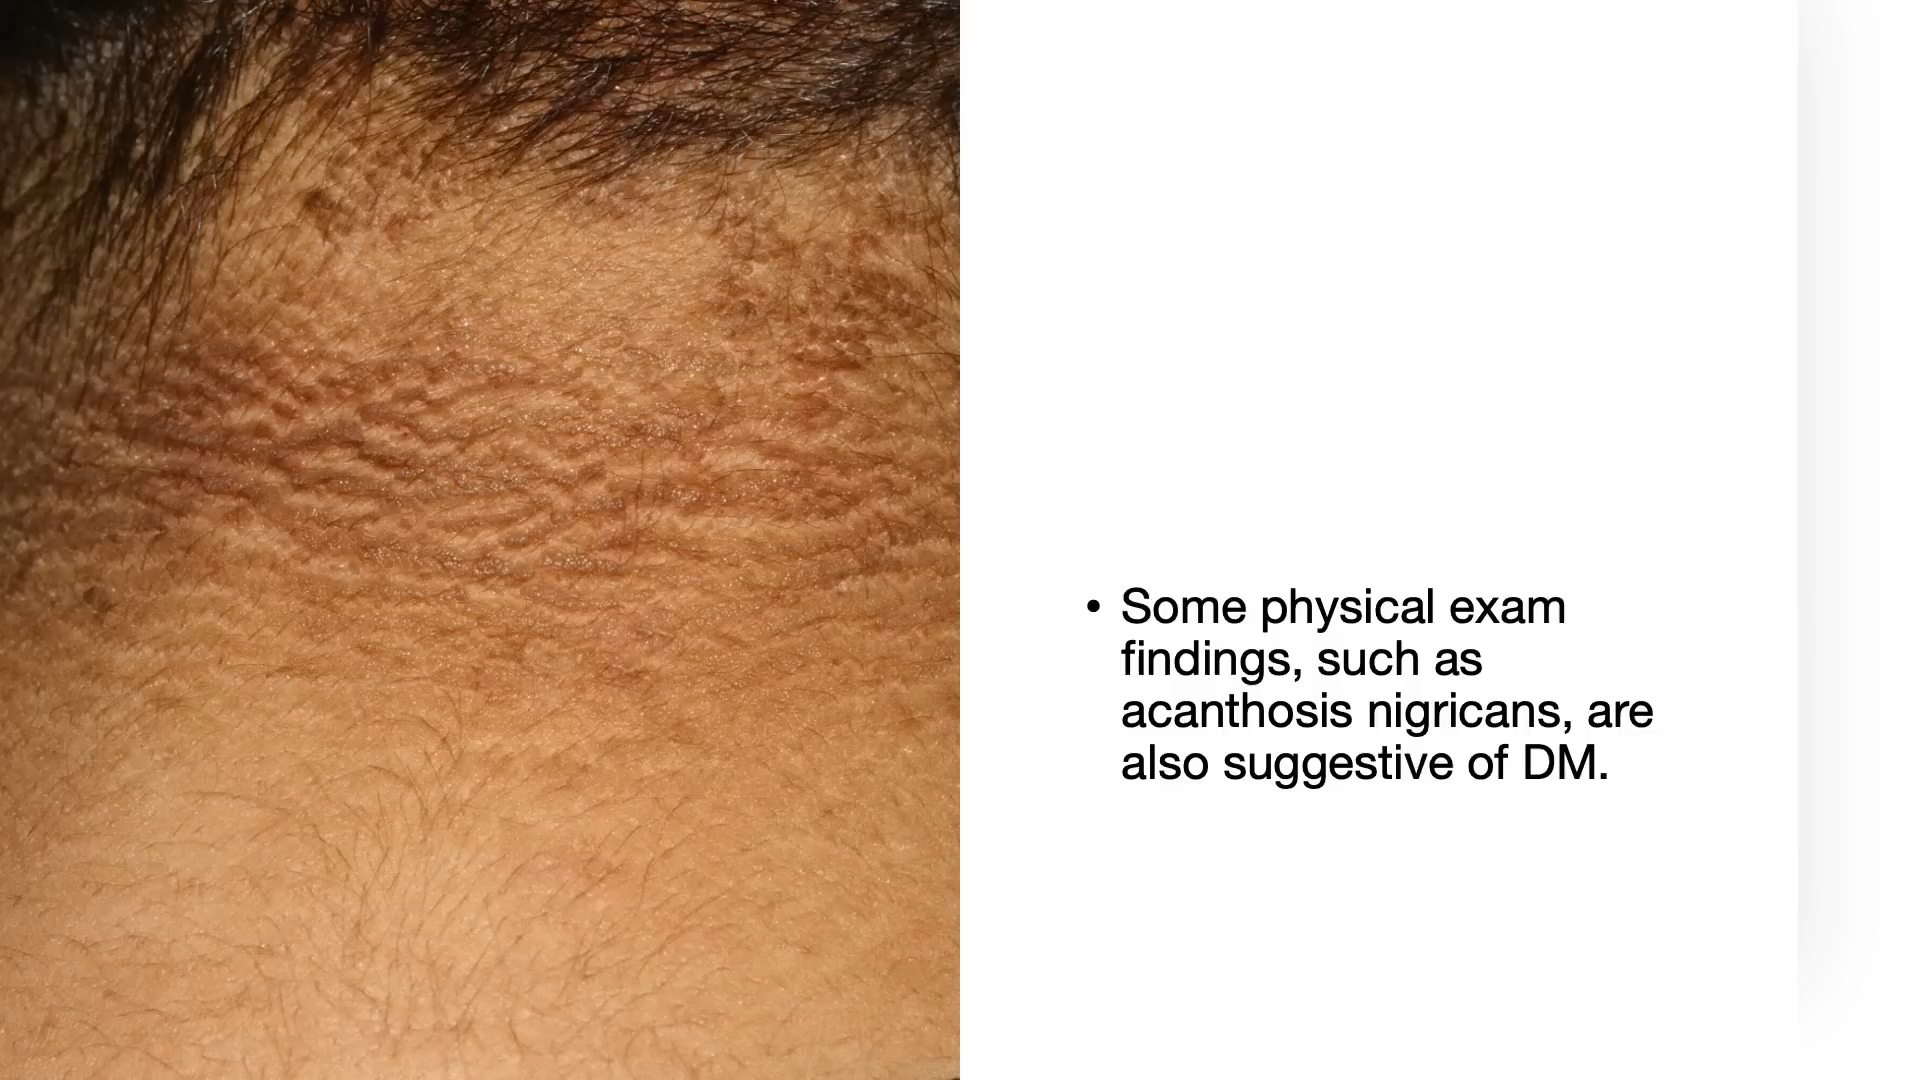 • Some physical exam
findings, such as
acanthosis nigricans, are
also suggestive of DM.